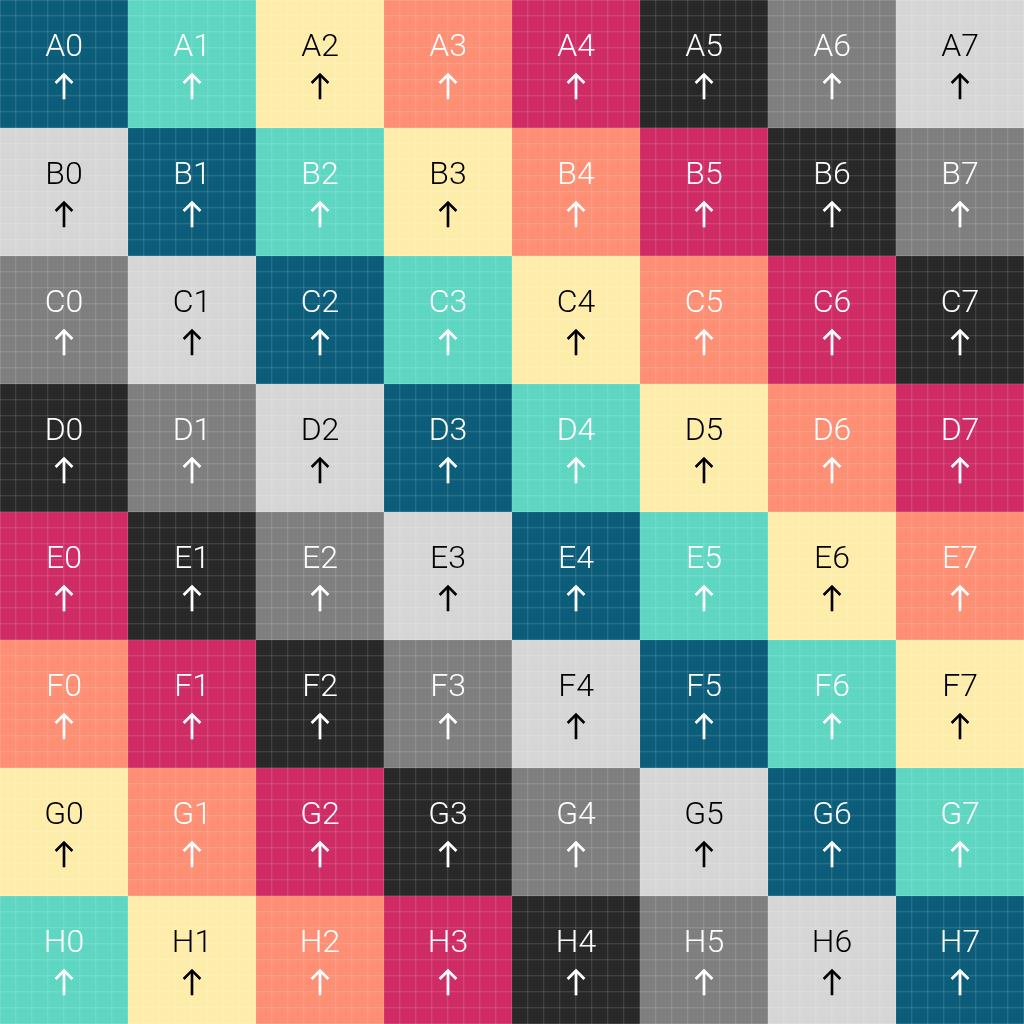 A0 A1 A2 A3 A4 A5 A6 A7
↑ ↑ ↑ ↑ ↑ ↑ ↑ ↑
B0 B1 B2 B3 B4 B5 B6 B7
↑ ↑ ↑ ↑ ↑ ↑ ↑ ↑
C0 C1 C2 C3 C4 C5 C6 C7
↑ ↑ ↑ ↑ ↑ ↑ ↑ ↑
D0 D1 D2 D3 D4 D5 D6 D7
↑ ↑ ↑ ↑ ↑ ↑ ↑ ↑
E0 E1 E2 E3 E4 E5 E6 E7
↑ ↑ ↑ ↑ ↑ ↑ ↑ ↑
F0 F1 F2 F3 F4 F5 F6 F7
↑ ↑ ↑ ↑ ↑ ↑ ↑ ↑
G0 G1 G2 G3 G4 G5 G6 G7
↑ ↑ ↑ ↑ ↑ ↑ ↑ ↑
H0 H1 H2 H3 H4 H5 H6 H7
↑ ↑ ↑ ↑ ↑ ↑ ↑ ↑